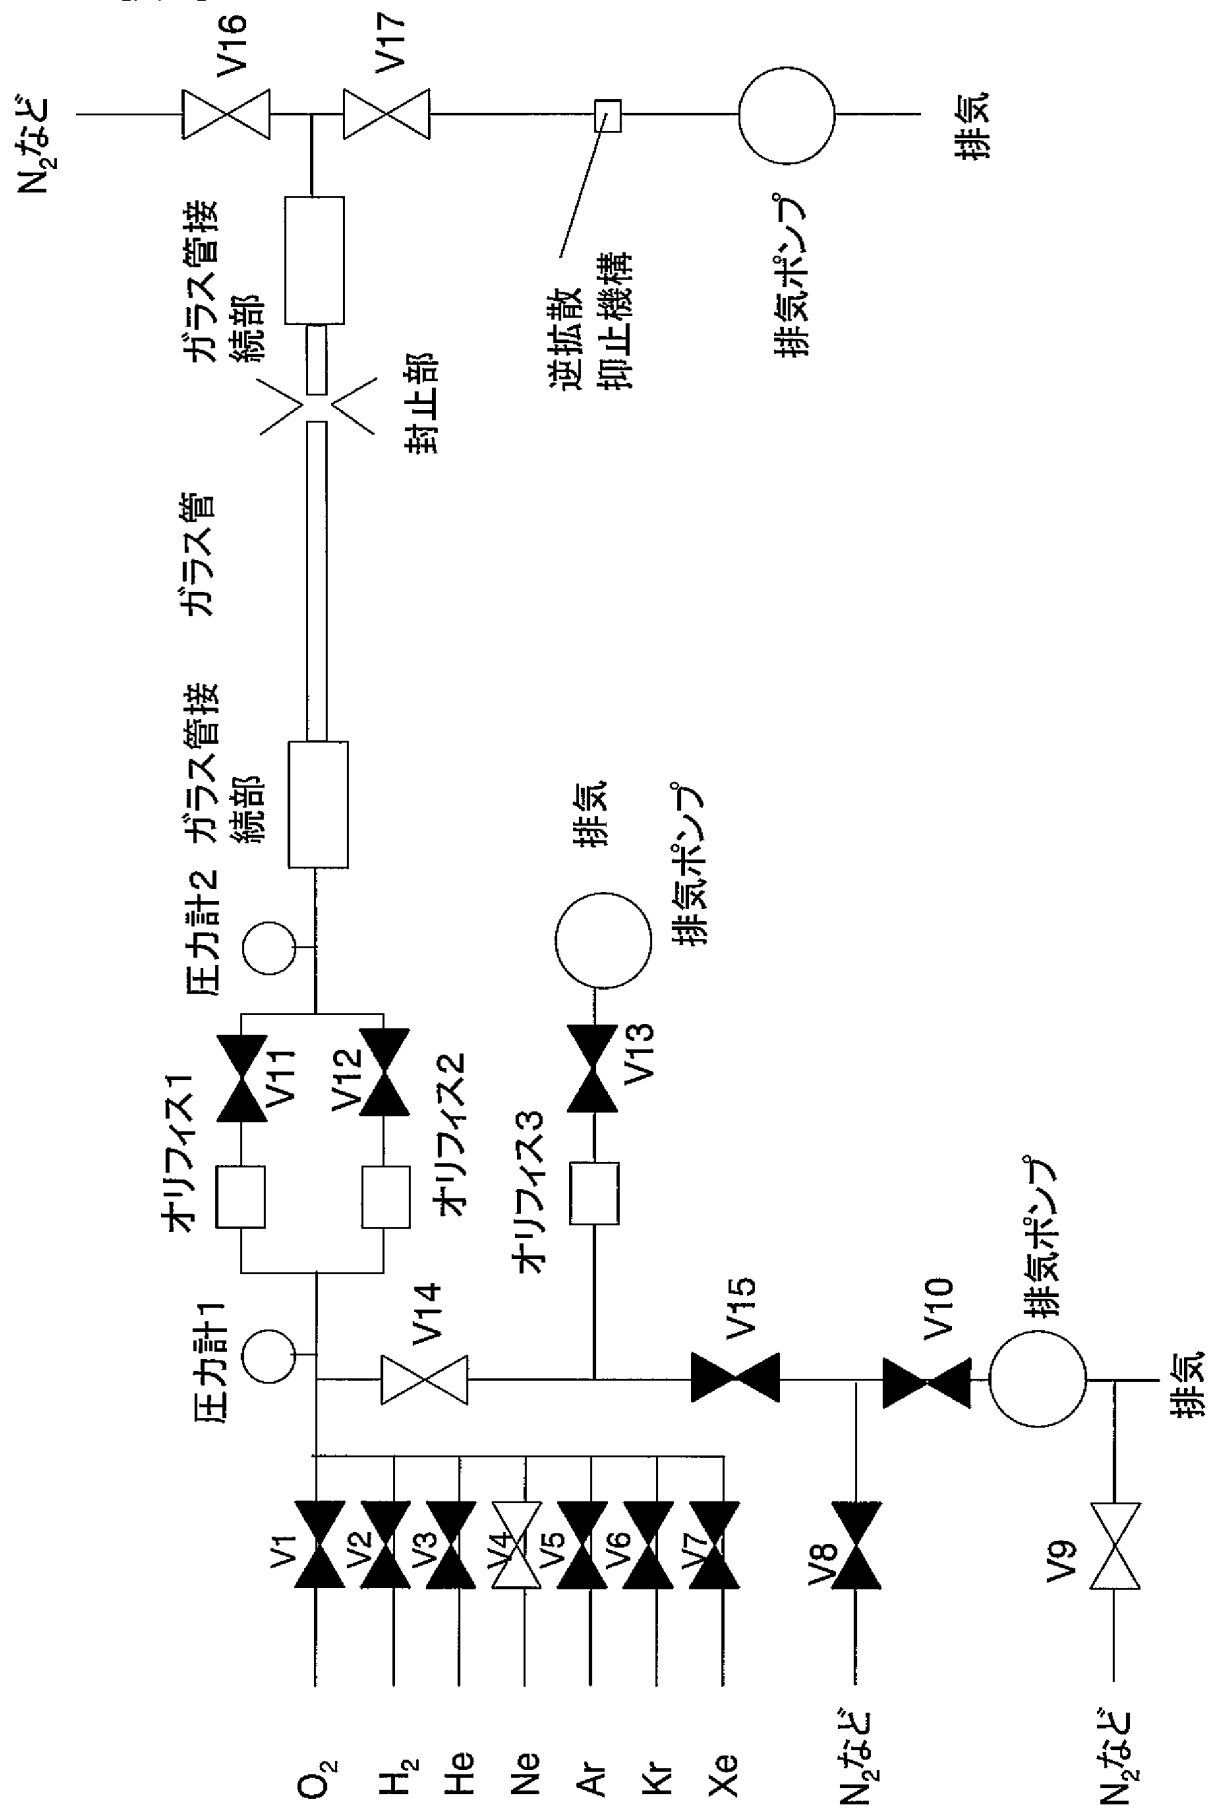 N₂など
V16
V17
排気
ガラス管接
続部
逆拡散
抑止機構
排気ポンプ
封止部
ガラス管
ガラス管接
続部
圧力計2
排気
排気ポンプ
オリフィス1
V11
V12
オリフィス2
オリフィス3
V13
圧力計1
V14
V15
V10
排気ポンプ
排気
V1
V2
V3
V4
V5
V6
V7
V8
V9
O₂
H₂
He
Ne
Ar
Kr
Xe
N₂など
N₂など